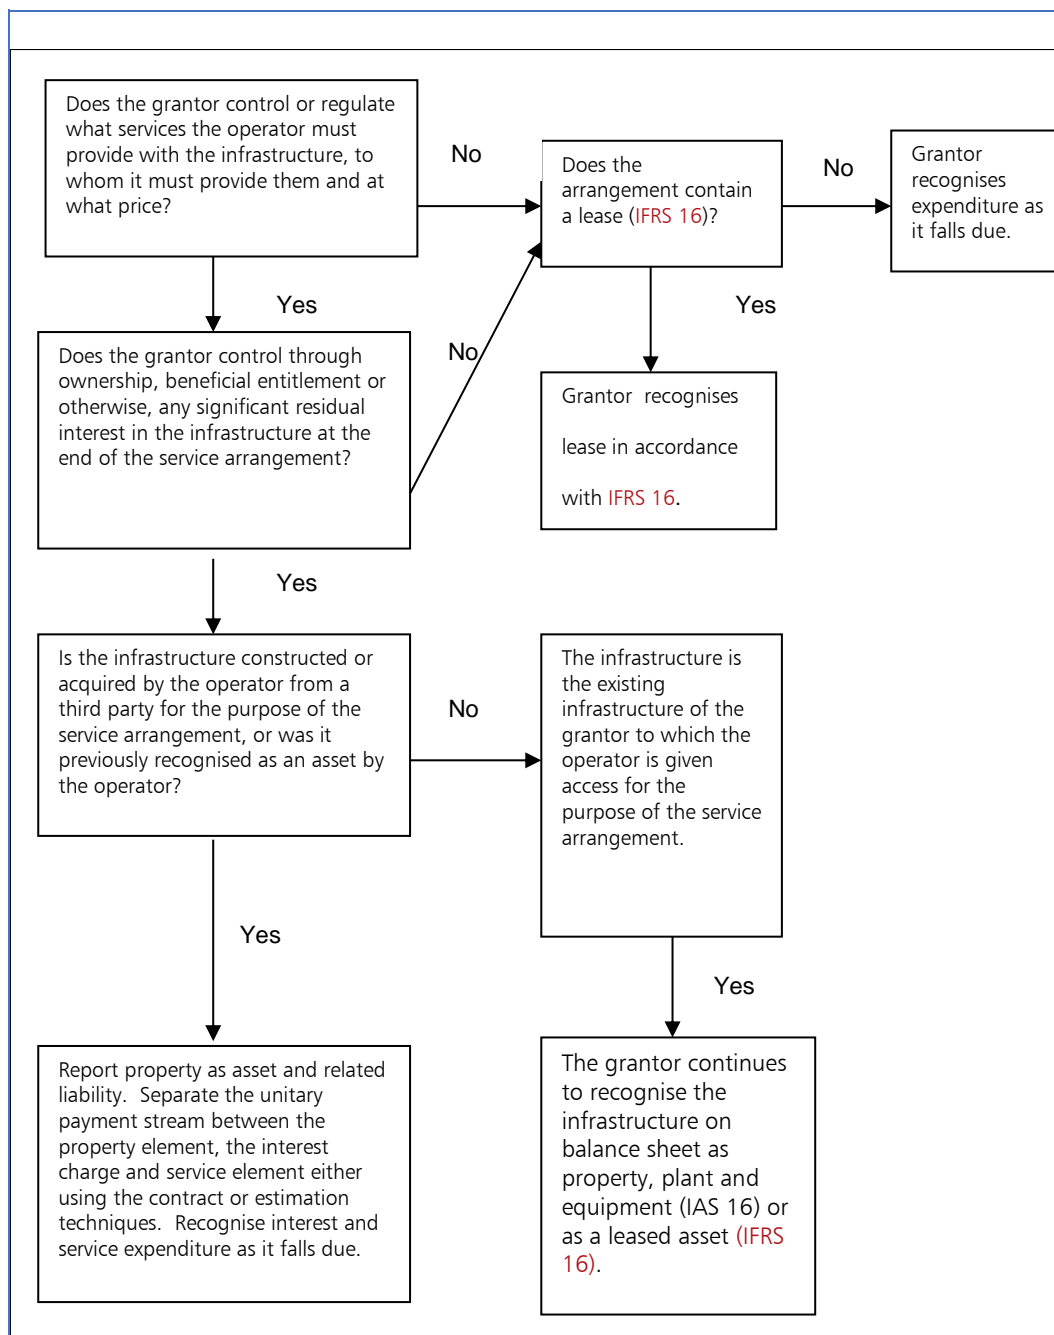 Does the grantor control or regulate
what services the operator must
provide with the infrastructure, to
whom it must provide them and at
what price?
No
Does the
arrangement contain
a lease (IFRS 16)?
No
Grantor
recognises
expenditure as
it falls due.
Yes
Yes
Does the grantor control through
ownership, beneficial entitlement or
otherwise, any significant residual
interest in the infrastructure at the
end of the service arrangement?
No
Grantor recognises
lease in accordance
with IFRS 16.
Yes
Is the infrastructure constructed or
acquired by the operator from a
third party for the purpose of the
service arrangement, or was it
previously recognised as an asset by
the operator?
No
The infrastructure is
the existing
infrastructure of the
grantor to which the
operator is given
access for the
purpose of the service
arrangement.
Yes
Yes
Report property as asset and related
liability. Separate the unitary
payment stream between the
property element, the interest
charge and service element either
using the contract or estimation
techniques. Recognise interest and
service expenditure as it falls due.
The grantor continues
to recognise the
infrastructure on
balance sheet as
property, plant and
equipment (IAS 16) or
as a leased asset (IFRS
16).